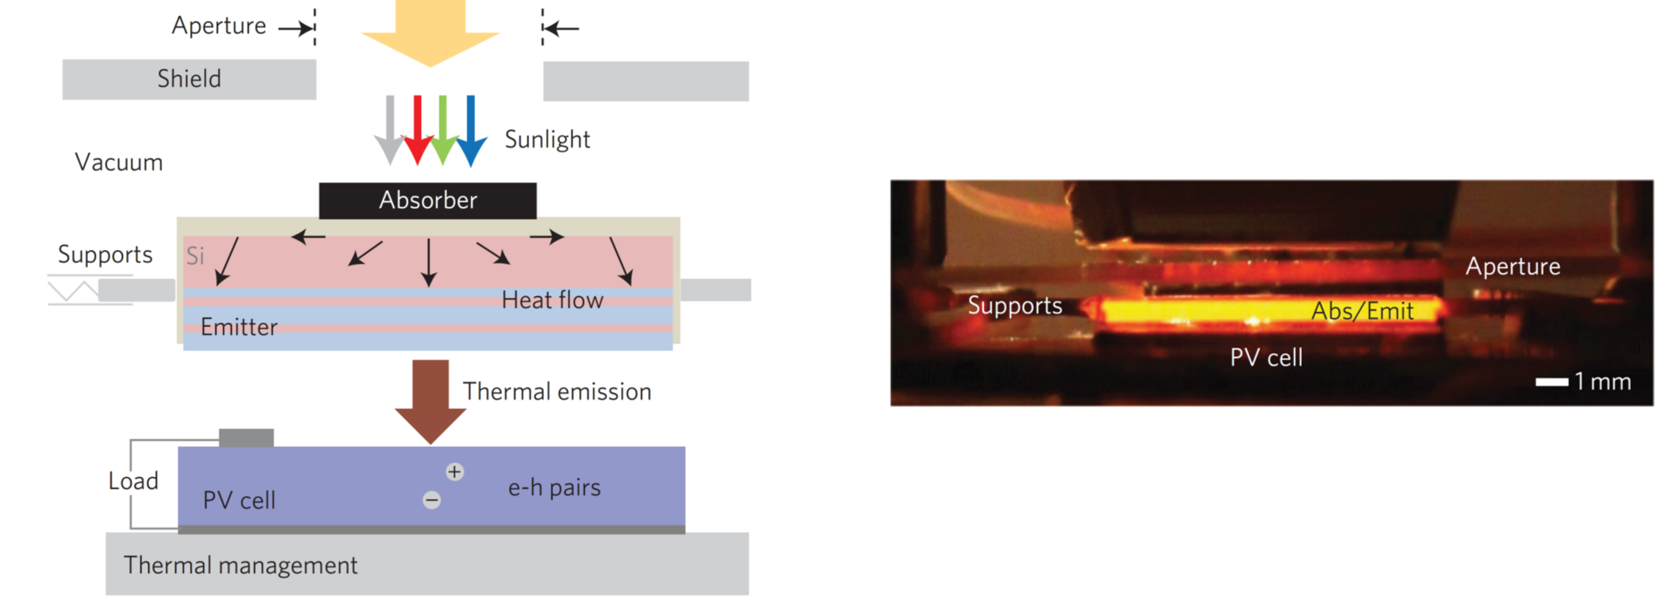 Aperture
Shield
Sunlight
Vacuum
Absorber
Supports
Si
Heat flow
Emitter
Thermal emission
Load
PV cell
+
−
e-h pairs
Thermal management
Aperture
Supports
Abs/Emit
PV cell
1 mm